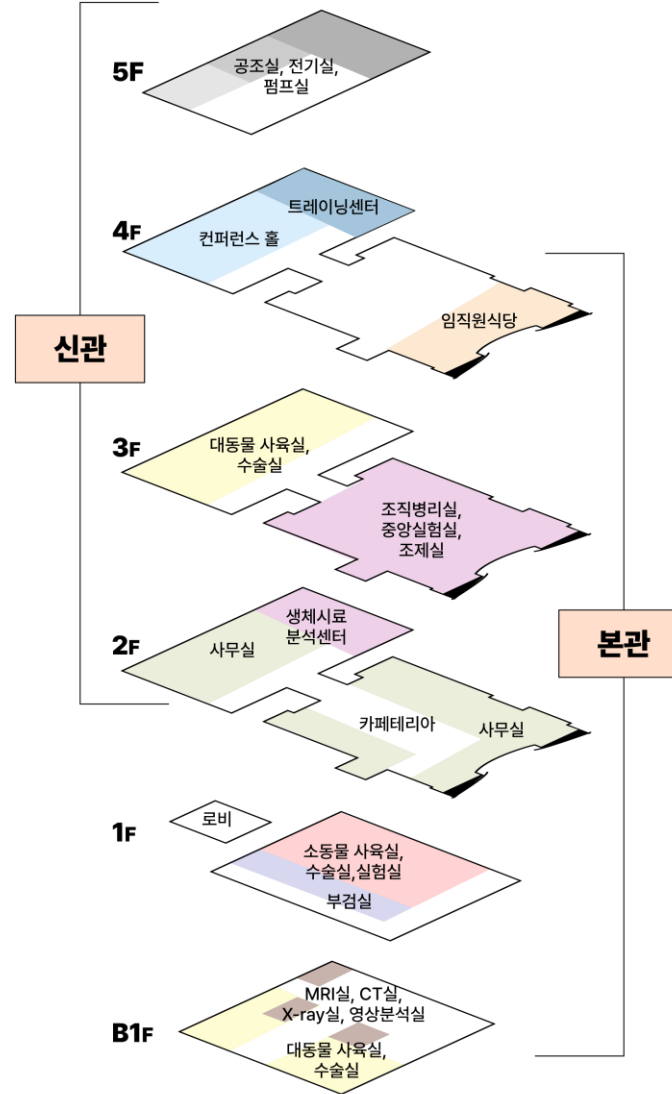 5F
공조실, 전기실,
펌프실
4F
트레이닝센터
컨퍼런스 홀
임직원식당
신관
3F
대동물 사육실,
수술실
조직병리실,
중앙실험실,
조제실
2F
생체시료
분석센터
사무실
본관
카페테리아
사무실
1F
로비
소동물 사육실,
수술실,실험실
부검실
B1F
MRI실, CT실,
X-ray실, 영상분석실
대동물 사육실,
수술실